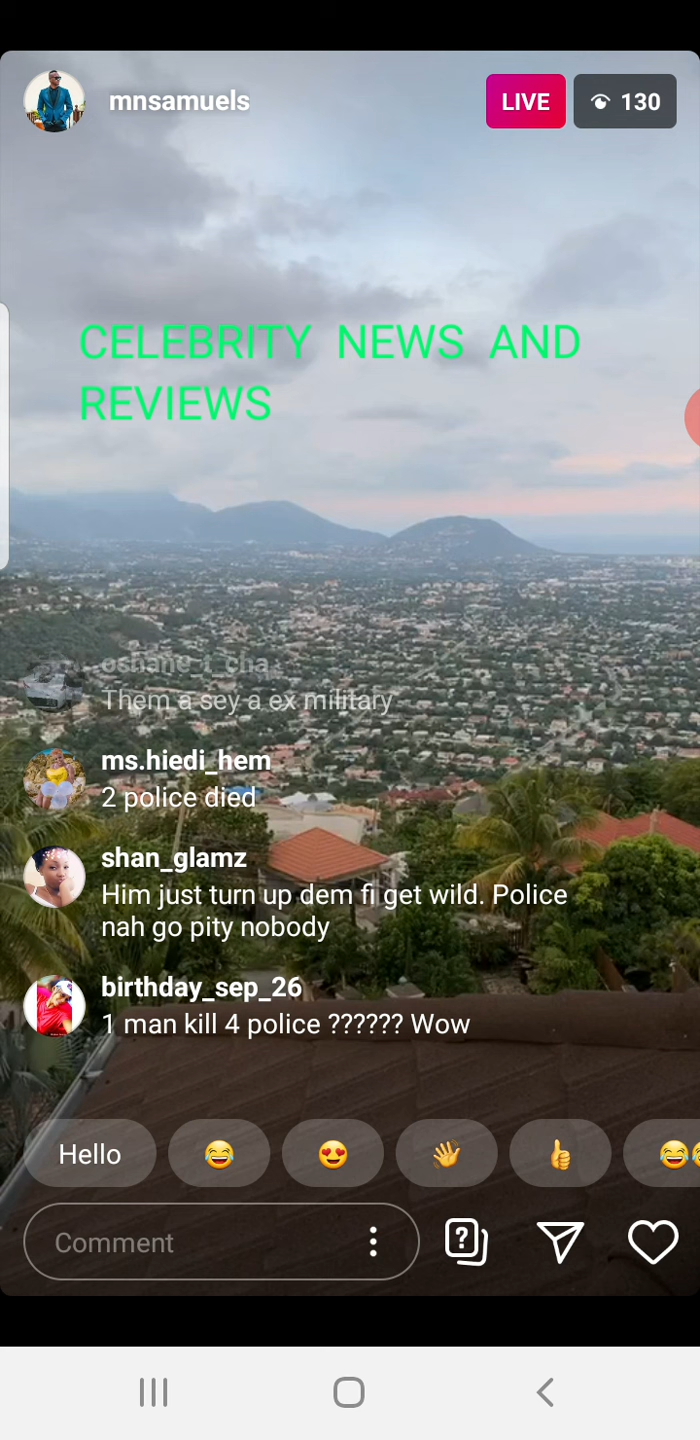 mnsamuels
LIVE
130
CELEBRITY NEWS AND
REVIEWS
oshane_t_cha
Them a sey a ex military
ms.hiedi_hem
2 police died
shan_glamz
Him just turn up dem fi get wild. Police
nah go pity nobody
birthday_sep_26
1 man kill 4 police ?????? Wow
Hello
Comment